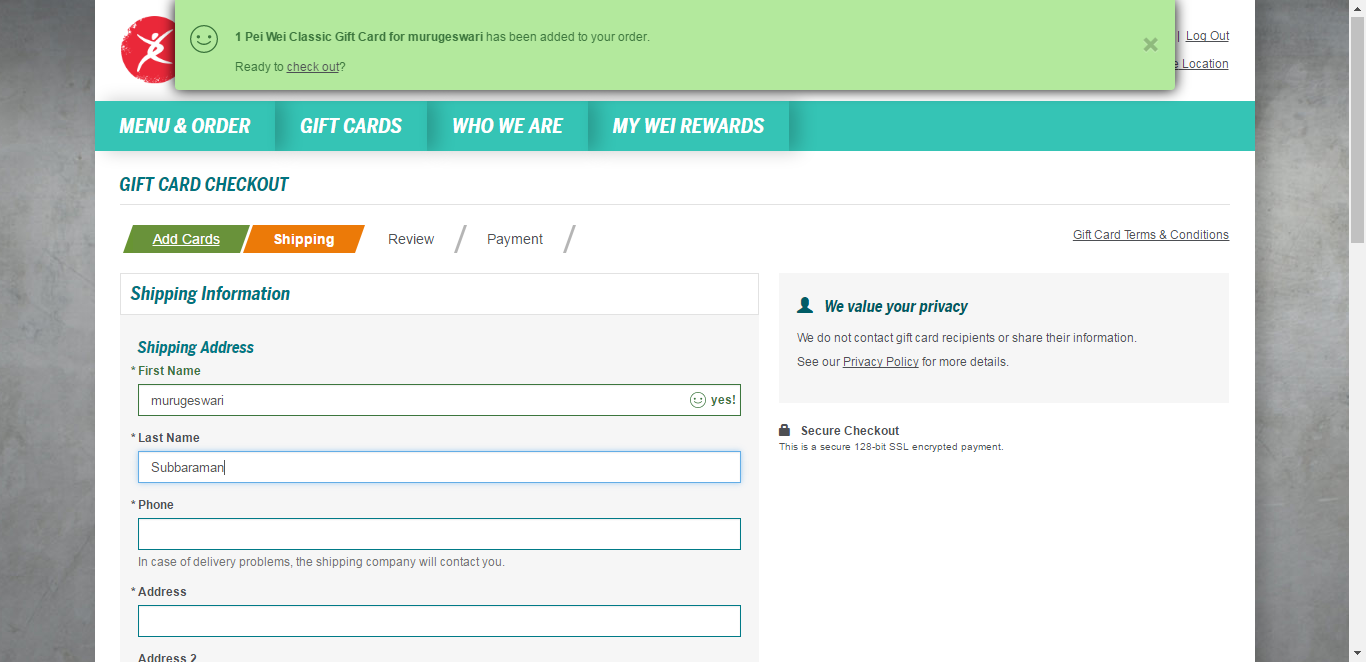 1 Pei Wei Classic Gift Card for murugeswari has been added to your order.
Ready to check out?
×
| Log Out
e Location
MENU & ORDER GIFT CARDS WHO WE ARE MY WEI REWARDS
GIFT CARD CHECKOUT
Add Cards Shipping Review Payment
Gift Card Terms & Conditions
Shipping Information
Shipping Address
* First Name
murugeswari yes!
* Last Name
Subbaraman
* Phone
In case of delivery problems, the shipping company will contact you.
* Address
Address 2
We value your privacy
We do not contact gift card recipients or share their information.
See our Privacy Policy for more details.
Secure Checkout
This is a secure 128-bit SSL encrypted payment.